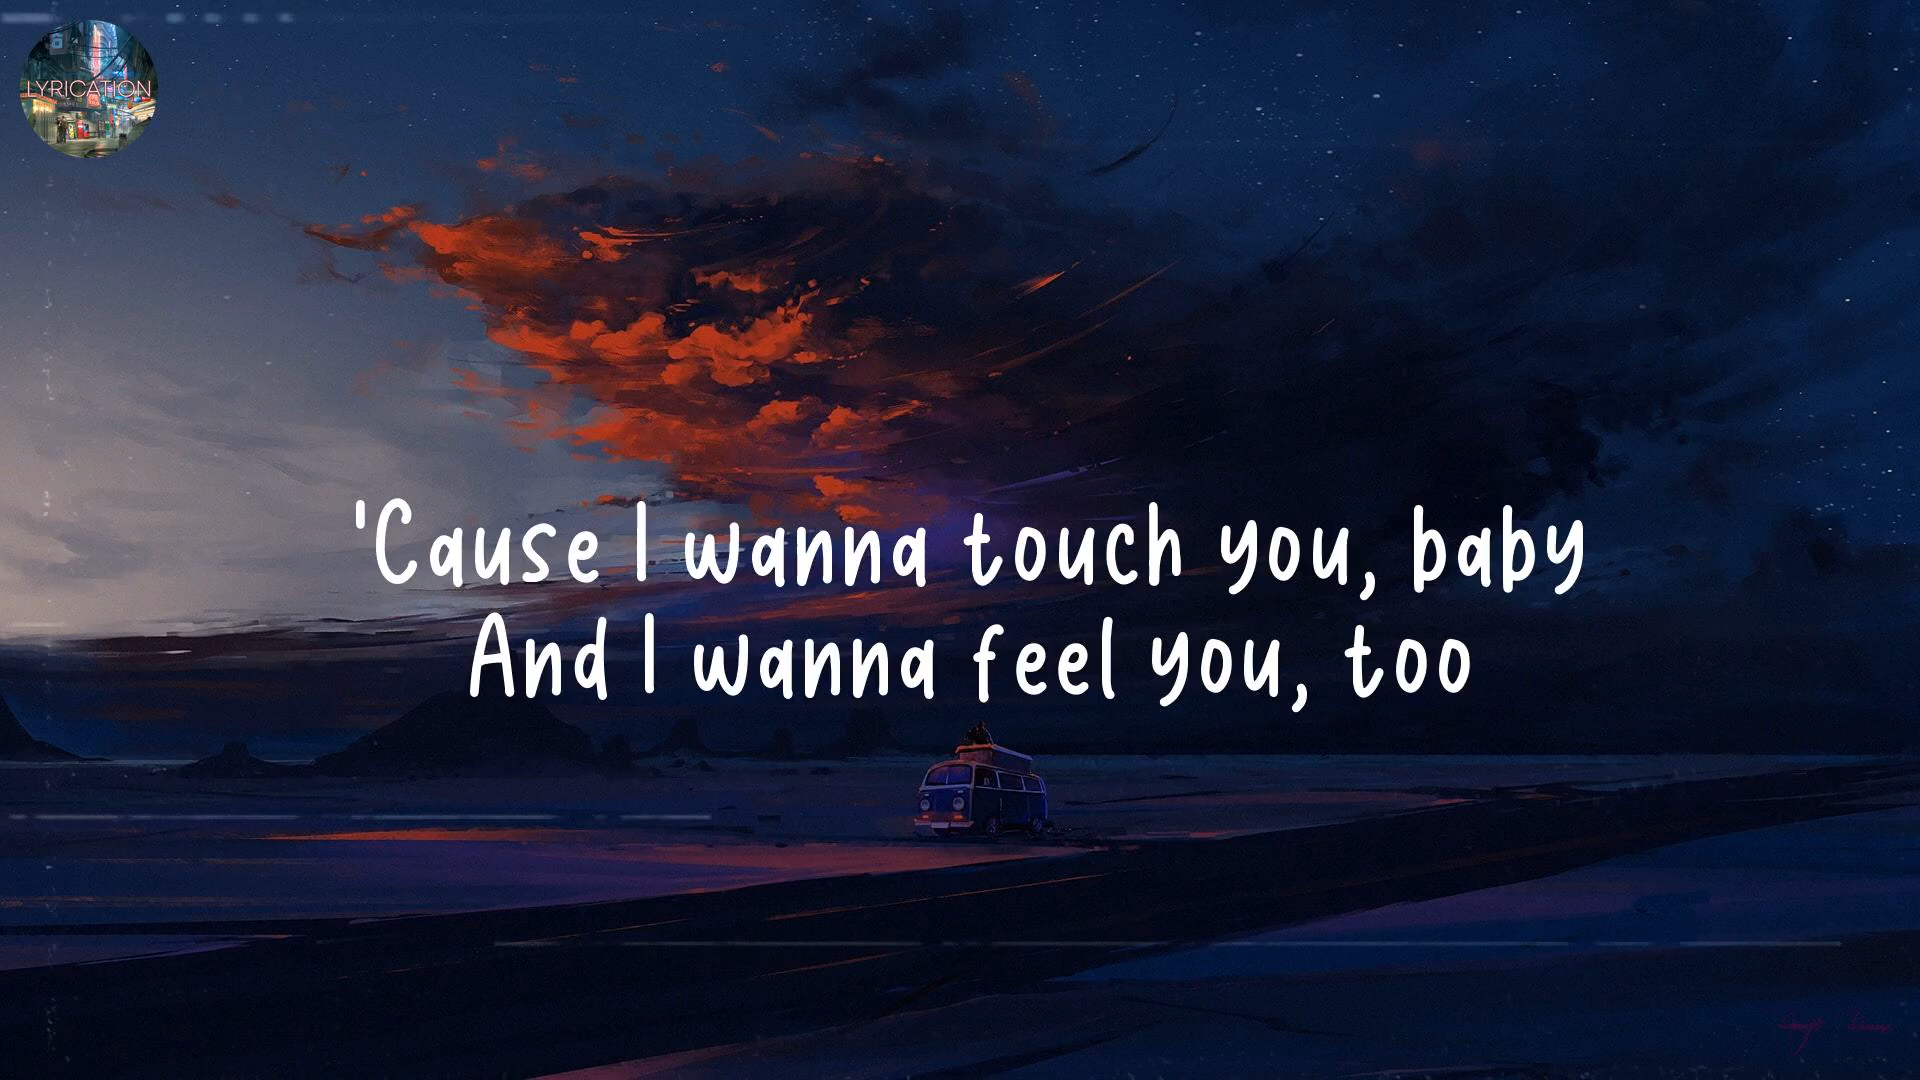 LYRICATION
'Cause I wanna touch you, baby
And I wanna feel you, too